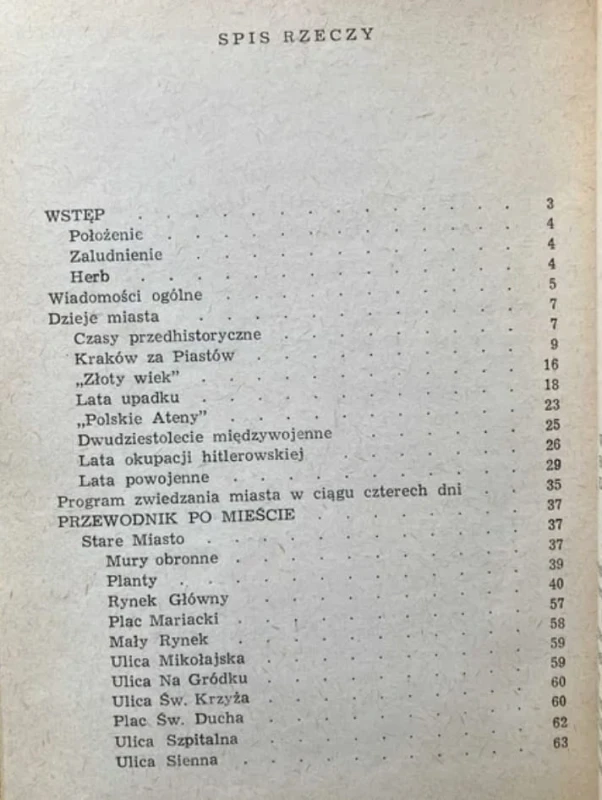 SPIS RZECZY
WSTĘP . . . . . . . . . . . . . 3
Położenie . . . . . . . . . . . . 4
Zaludnienie . . . . . . . . . . . 4
Herb . . . . . . . . . . . . . 4
Wiadomości ogólne . . . . . . . . . . 5
Dzieje miasta . . . . . . . . . . . 7
Czasy przedhistoryczne . . . . . . . . 7
Kraków za Piastów . . . . . . . . . 9
„Złoty wiek” . . . . . . . . . . . 16
Lata upadku . . . . . . . . . . . 18
„Polskie Ateny” . . . . . . . . . . 23
Dwudziestolecie międzywojenne . . . . . . 25
Lata okupacji hitlerowskiej . . . . . . . 26
Lata powojenne . . . . . . . . . . 29
Program zwiedzania miasta w ciągu czterech dni . . 35
PRZEWODNIK PO MIEŚCIE . . . . . . . . 37
Stare Miasto . . . . . . . . . . . 37
Mury obronne . . . . . . . . . . 37
Planty . . . . . . . . . . . . 39
Rynek Główny . . . . . . . . . . 40
Plac Mariacki . . . . . . . . . . 57
Mały Rynek . . . . . . . . . . 58
Ulica Mikołajska . . . . . . . . . 59
Ulica Na Gródku . . . . . . . . . 59
Ulica Św. Krzyża . . . . . . . . . 60
Plac Św. Ducha . . . . . . . . . 60
Ulica Szpitalna . . . . . . . . . 62
Ulica Sienna . . . . . . . . . . 63